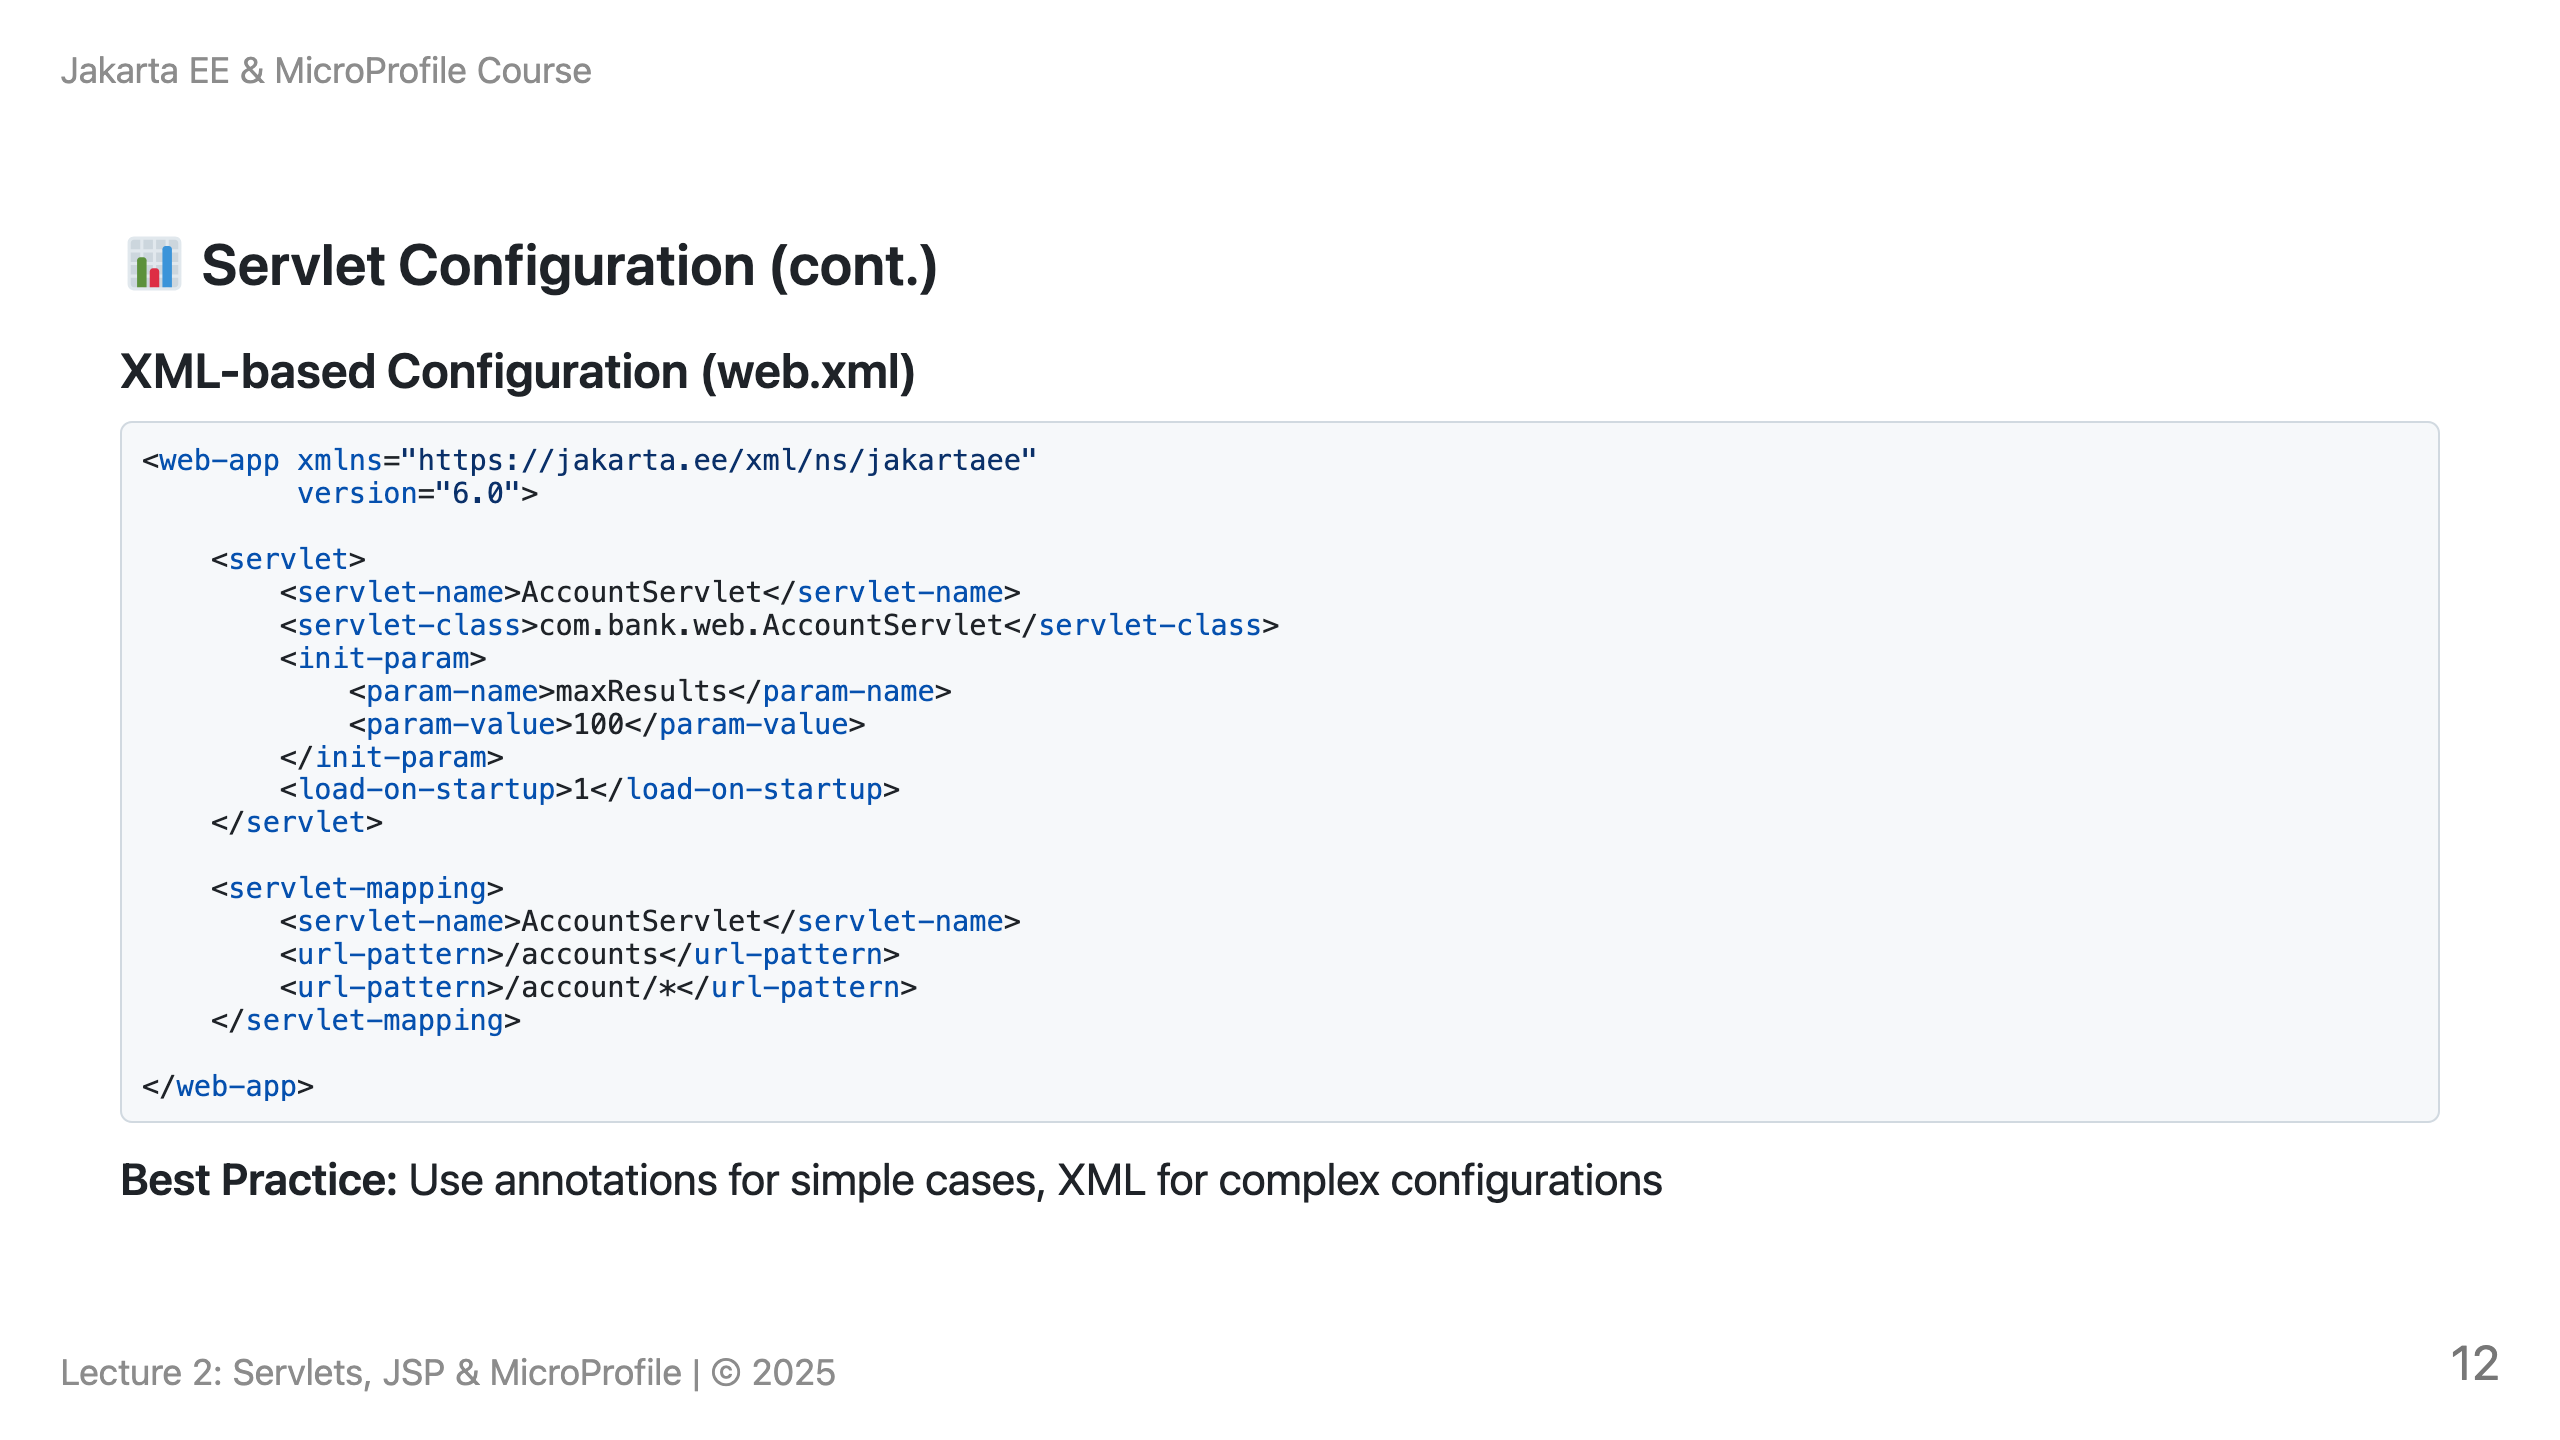 Jakarta EE & MicroProfile Course
Servlet Configuration (cont.)
XML-based Configuration (web.xml)
<web-app xmlns="https://jakarta.ee/xml/ns/jakartaee"
         version="6.0">

    <servlet>
        <servlet-name>AccountServlet</servlet-name>
        <servlet-class>com.bank.web.AccountServlet</servlet-class>
        <init-param>
            <param-name>maxResults</param-name>
            <param-value>100</param-value>
        </init-param>
        <load-on-startup>1</load-on-startup>
    </servlet>

    <servlet-mapping>
        <servlet-name>AccountServlet</servlet-name>
        <url-pattern>/accounts</url-pattern>
        <url-pattern>/account/*</url-pattern>
    </servlet-mapping>

</web-app>
Best Practice: Use annotations for simple cases, XML for complex configurations
Lecture 2: Servlets, JSP & MicroProfile | © 2025
12